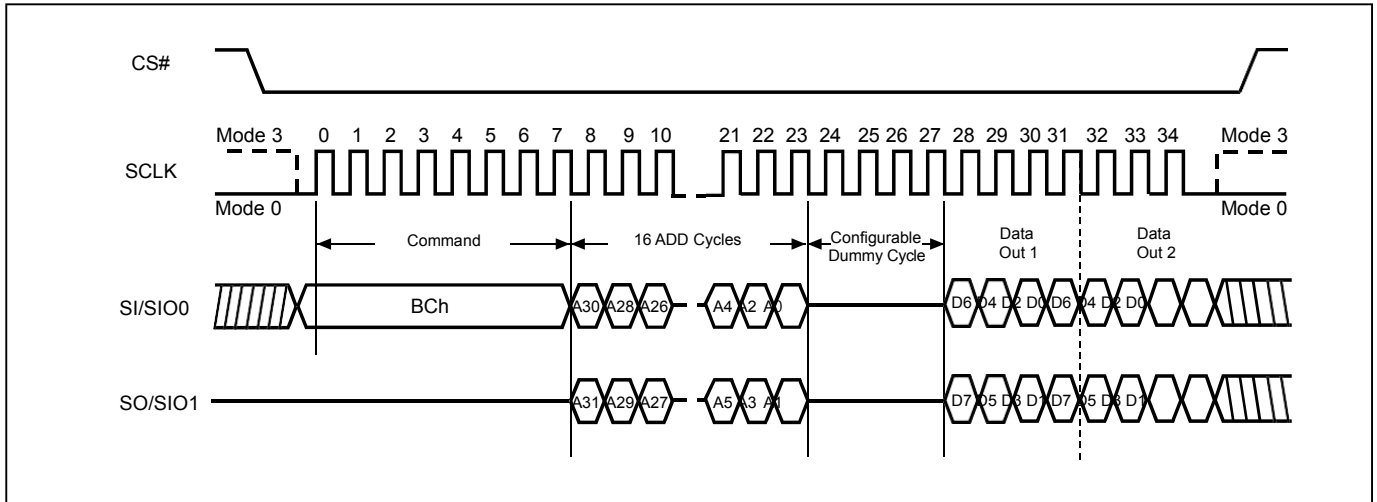 CS#
Mode 3 0 1 2 3 4 5 6 7 8 9 10 21 22 23 24 25 26 27 28 29 30 31 32 33 34 Mode 3
SCLK
Mode 0 Mode 0
Command 16 ADD Cycles Configurable Dummy Cycle Data Out 1 Data Out 2
SI/SIO0 BCh A30 A28 A26 A4 A2 A0 D6 D4 D2 D0 D6 D4 D2 D0
SO/SIO1 A31 A29 A27 A5 A3 A1 D7 D5 D3 D1 D7 D5 D3 D1